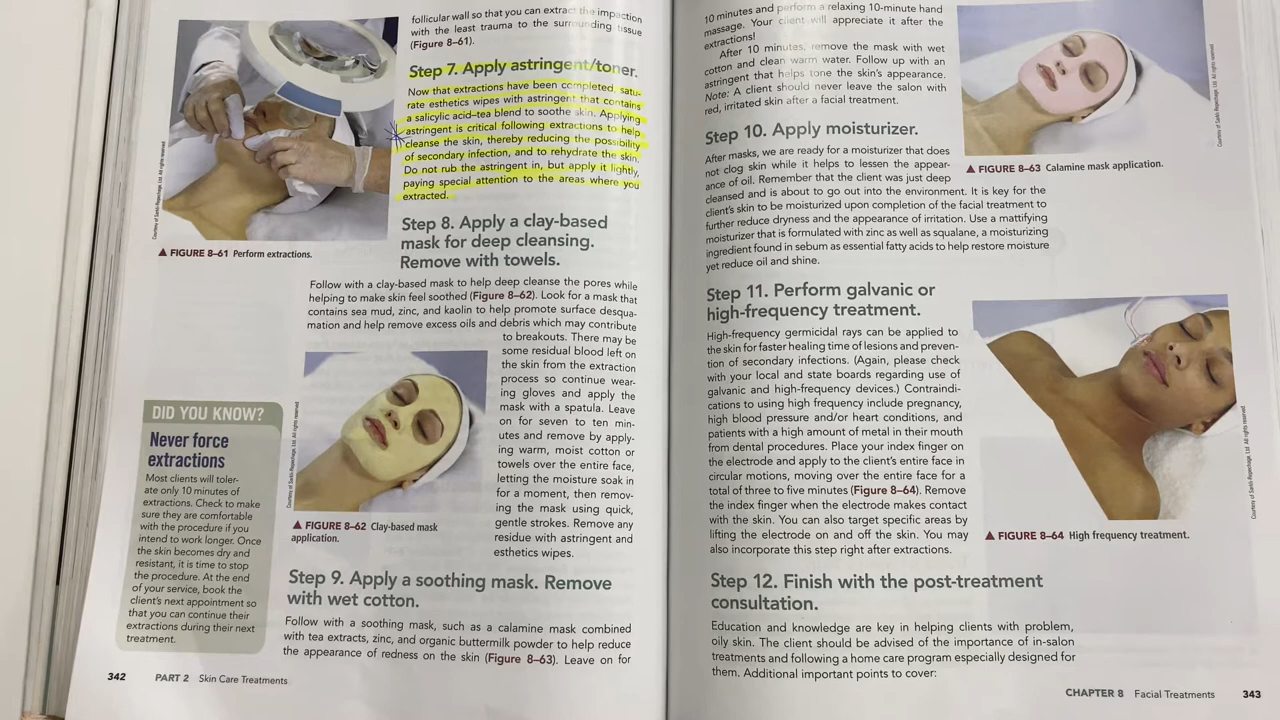 follicular wall so that you can extract the impaction
with the least trauma to the surrounding tissue
(Figure 8–61).
Step 7. Apply astringent/toner.
Now that extractions have been completed, satu-
rate esthetics wipes with astringent that contains
a salicylic acid–tea blend to soothe skin. Applying
astringent is critical following extractions to help
cleanse the skin, thereby reducing the possibility
of secondary infection, and to rehydrate the skin.
Do not rub the astringent in, but apply it lightly,
paying special attention to the areas where you
extracted.
Courtesy of Sarkli-Repechage, Ltd. All rights reserved
▲ FIGURE 8–61 Perform extractions.
Step 8. Apply a clay-based
mask for deep cleansing.
Remove with towels.
Follow with a clay-based mask to help deep cleanse the pores while
helping to make skin feel soothed (Figure 8–62). Look for a mask that
contains sea mud, zinc, and kaolin to help promote surface desqua-
mation and help remove excess oils and debris which may contribute
to breakouts. There may be
some residual blood left on
the skin from the extraction
process so continue wear-
ing gloves and apply the
mask with a spatula. Leave
on for seven to ten min-
utes and remove by apply-
ing warm, moist cotton or
towels over the entire face,
letting the moisture soak in
for a moment, then remov-
ing the mask using quick,
gentle strokes. Remove any
residue with astringent and
esthetics wipes.
Courtesy of Sarkli-Repechage, Ltd. All rights reserved
▲ FIGURE 8–62 Clay-based mask
application.
DID YOU KNOW?
Never force
extractions
Most clients will toler-
ate only 10 minutes of
extractions. Check to make
sure they are comfortable
with the procedure if you
intend to work longer. Once
the skin becomes dry and
resistant, it is time to stop
the procedure. At the end
of your service, book the
client's next appointment so
that you can continue their
extractions during their next
treatment.
Step 9. Apply a soothing mask. Remove
with wet cotton.
Follow with a soothing mask, such as a calamine mask combined
with tea extracts, zinc, and organic buttermilk powder to help reduce
the appearance of redness on the skin (Figure 8–63). Leave on for
342 PART 2 Skin Care Treatments
10 minutes and perform a relaxing 10-minute hand
massage. Your client will appreciate it after the
extractions!
After 10 minutes, remove the mask with wet
cotton and clean warm water. Follow up with an
astringent that helps tone the skin's appearance.
Note: A client should never leave the salon with
red, irritated skin after a facial treatment.
Courtesy of Sarkli-Repechage, Ltd. All rights reserved
▲ FIGURE 8–63 Calamine mask application.
Step 10. Apply moisturizer.
After masks, we are ready for a moisturizer that does
not clog skin while it helps to lessen the appear-
ance of oil. Remember that the client was just deep
cleansed and is about to go out into the environment. It is key for the
client's skin to be moisturized upon completion of the facial treatment to
further reduce dryness and the appearance of irritation. Use a mattifying
moisturizer that is formulated with zinc as well as squalane, a moisturizing
ingredient found in sebum as essential fatty acids to help restore moisture
yet reduce oil and shine.
Step 11. Perform galvanic or
high-frequency treatment.
High-frequency germicidal rays can be applied to
the skin for faster healing time of lesions and preven-
tion of secondary infections. (Again, please check
with your local and state boards regarding use of
galvanic and high-frequency devices.) Contraindi-
cations to using high frequency include pregnancy,
high blood pressure and/or heart conditions, and
patients with a high amount of metal in their mouth
from dental procedures. Place your index finger on
the electrode and apply to the client's entire face in
circular motions, moving over the entire face for a
total of three to five minutes (Figure 8–64). Remove
the index finger when the electrode makes contact
with the skin. You can also target specific areas by
lifting the electrode on and off the skin. You may
also incorporate this step right after extractions.
Courtesy of Sarkli-Repechage, Ltd. All rights reserved
▲ FIGURE 8–64 High frequency treatment.
Step 12. Finish with the post-treatment
consultation.
Education and knowledge are key in helping clients with problem,
oily skin. The client should be advised of the importance of in-salon
treatments and following a home care program especially designed for
them. Additional important points to cover:
CHAPTER 8 Facial Treatments 343